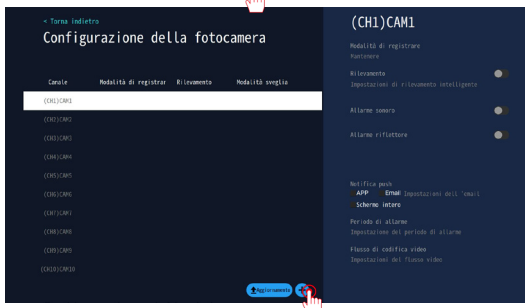 < Torna indietro
Configurazione della fotocamera
Canale Modalità di registrar Rilevamento Modalità sveglia
(CH1)CAM1
(CH2)CAM2
(CH3)CAM3
(CH4)CAM4
(CH5)CAM5
(CH6)CAM6
(CH7)CAM7
(CH8)CAM8
(CH9)CAM9
(CH10)CAM10
Aggiornamento
(CH1)CAM1
Modalità di registrare
Mantenere
Rilevamento
Impostazioni di rilevamento intelligente
Allarme sonoro
Allarme riflettore
Notifica push
APP Email Impostazioni dell'email
Schermo intero
Periodo di allarme
Impostazione del periodo di allarme
Flusso di codifica video
Impostazioni del flusso video